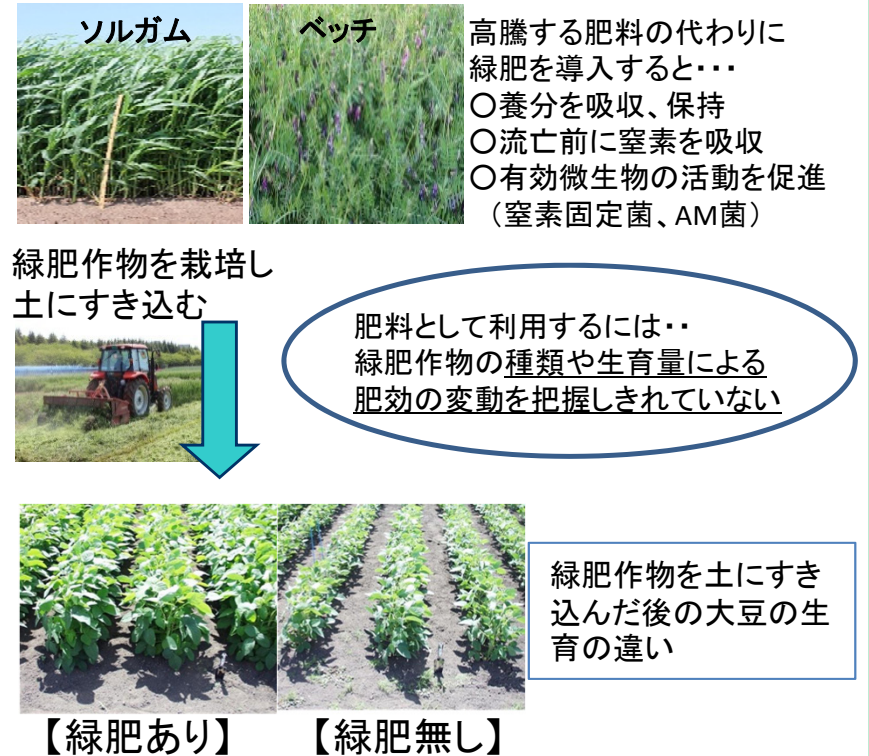 ソルガム
ベッチ
高騰する肥料の代わりに
緑肥を導入すると・・・
〇養分を吸収、保持
〇流亡前に窒素を吸収
〇有効微生物の活動を促進
（窒素固定菌、AM菌）
緑肥作物を栽培し
土にすき込む
肥料として利用するには・・
緑肥作物の種類や生育量による
肥効の変動を把握しきれていない
緑肥作物を土にすき
込んだ後の大豆の生
育の違い
【緑肥あり】
【緑肥無し】